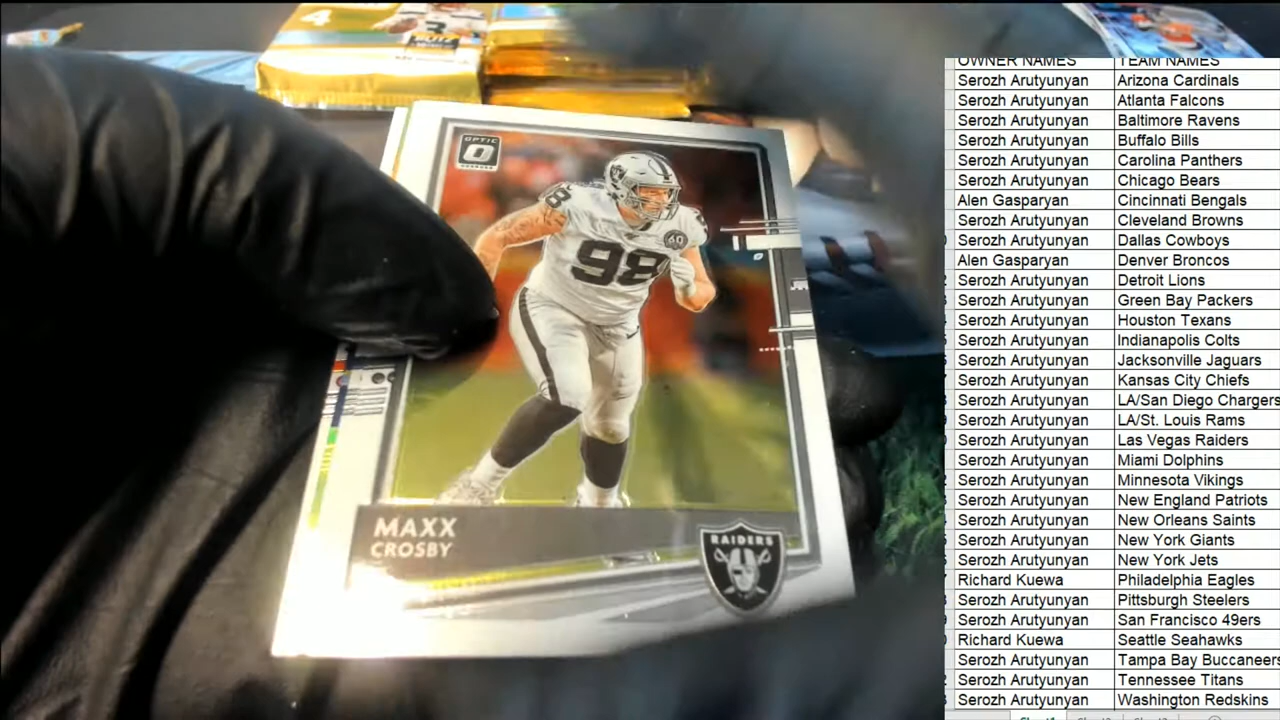 4
3
BLITZ
OPTIC
O
98
98
60
MAXX
CROSBY
RAIDERS
OWNER NAMES TEAM NAMES
Serozh Arutyunyan Arizona Cardinals
Serozh Arutyunyan Atlanta Falcons
Serozh Arutyunyan Baltimore Ravens
Serozh Arutyunyan Buffalo Bills
Serozh Arutyunyan Carolina Panthers
Serozh Arutyunyan Chicago Bears
Alen Gasparyan Cincinnati Bengals
Serozh Arutyunyan Cleveland Browns
Serozh Arutyunyan Dallas Cowboys
Alen Gasparyan Denver Broncos
Serozh Arutyunyan Detroit Lions
Serozh Arutyunyan Green Bay Packers
Serozh Arutyunyan Houston Texans
Serozh Arutyunyan Indianapolis Colts
Serozh Arutyunyan Jacksonville Jaguars
Serozh Arutyunyan Kansas City Chiefs
Serozh Arutyunyan LA/San Diego Chargers
Serozh Arutyunyan LA/St. Louis Rams
Serozh Arutyunyan Las Vegas Raiders
Serozh Arutyunyan Miami Dolphins
Serozh Arutyunyan Minnesota Vikings
Serozh Arutyunyan New England Patriots
Serozh Arutyunyan New Orleans Saints
Serozh Arutyunyan New York Giants
Serozh Arutyunyan New York Jets
Richard Kuewa Philadelphia Eagles
Serozh Arutyunyan Pittsburgh Steelers
Serozh Arutyunyan San Francisco 49ers
Richard Kuewa Seattle Seahawks
Serozh Arutyunyan Tampa Bay Buccaneers
Serozh Arutyunyan Tennessee Titans
Serozh Arutyunyan Washington Redskins